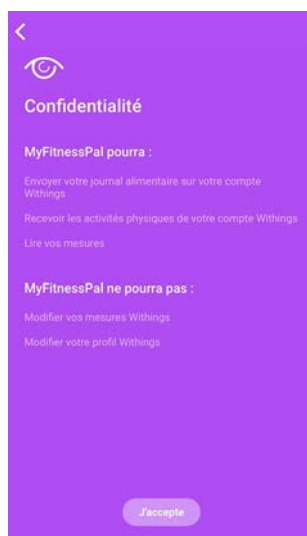 Confidentialité
MyFitnessPal pourra :
Envoyer votre journal alimentaire sur votre compte
Withings
Recevoir les activités physiques de votre compte Withings
Lire vos mesures
MyFitnessPal ne pourra pas :
Modifier vos mesures Withings
Modifier votre profil Withings
J'accepte